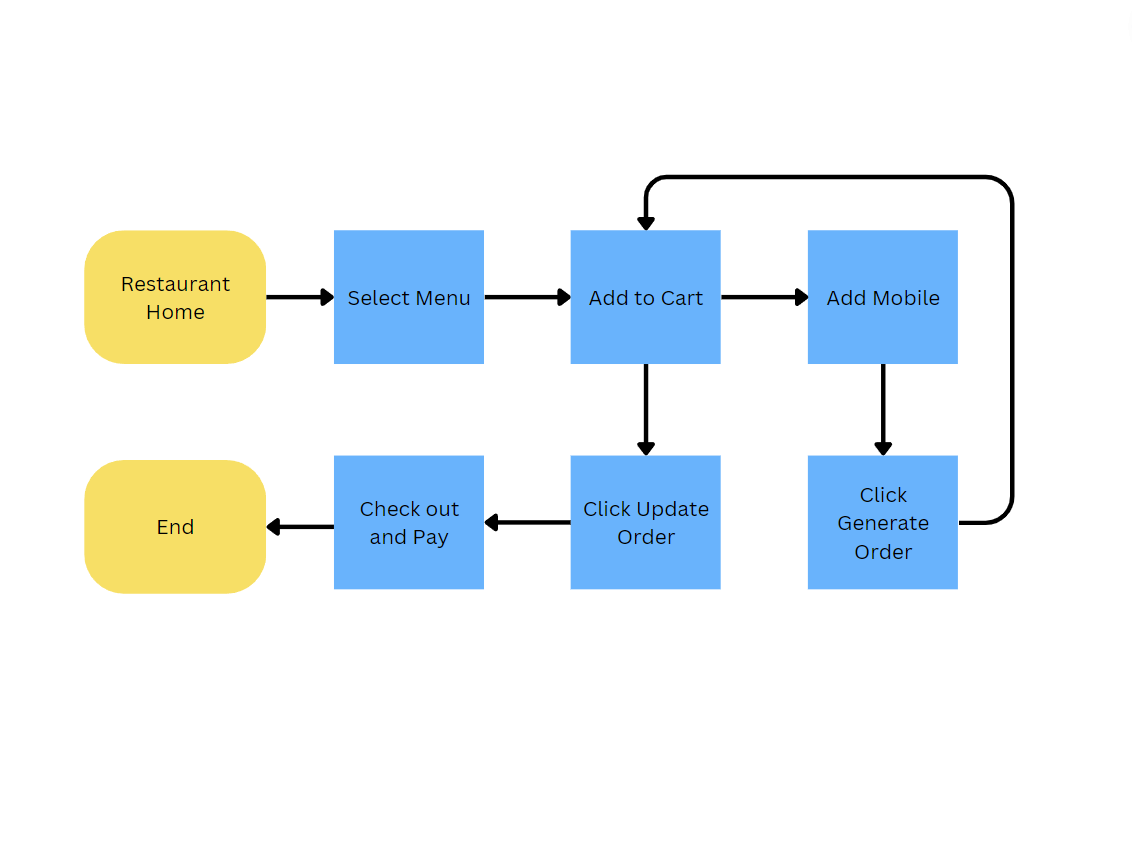 Restaurant
Home
Select Menu
Add to Cart
Add Mobile
End
Check out
and Pay
Click Update
Order
Click
Generate
Order